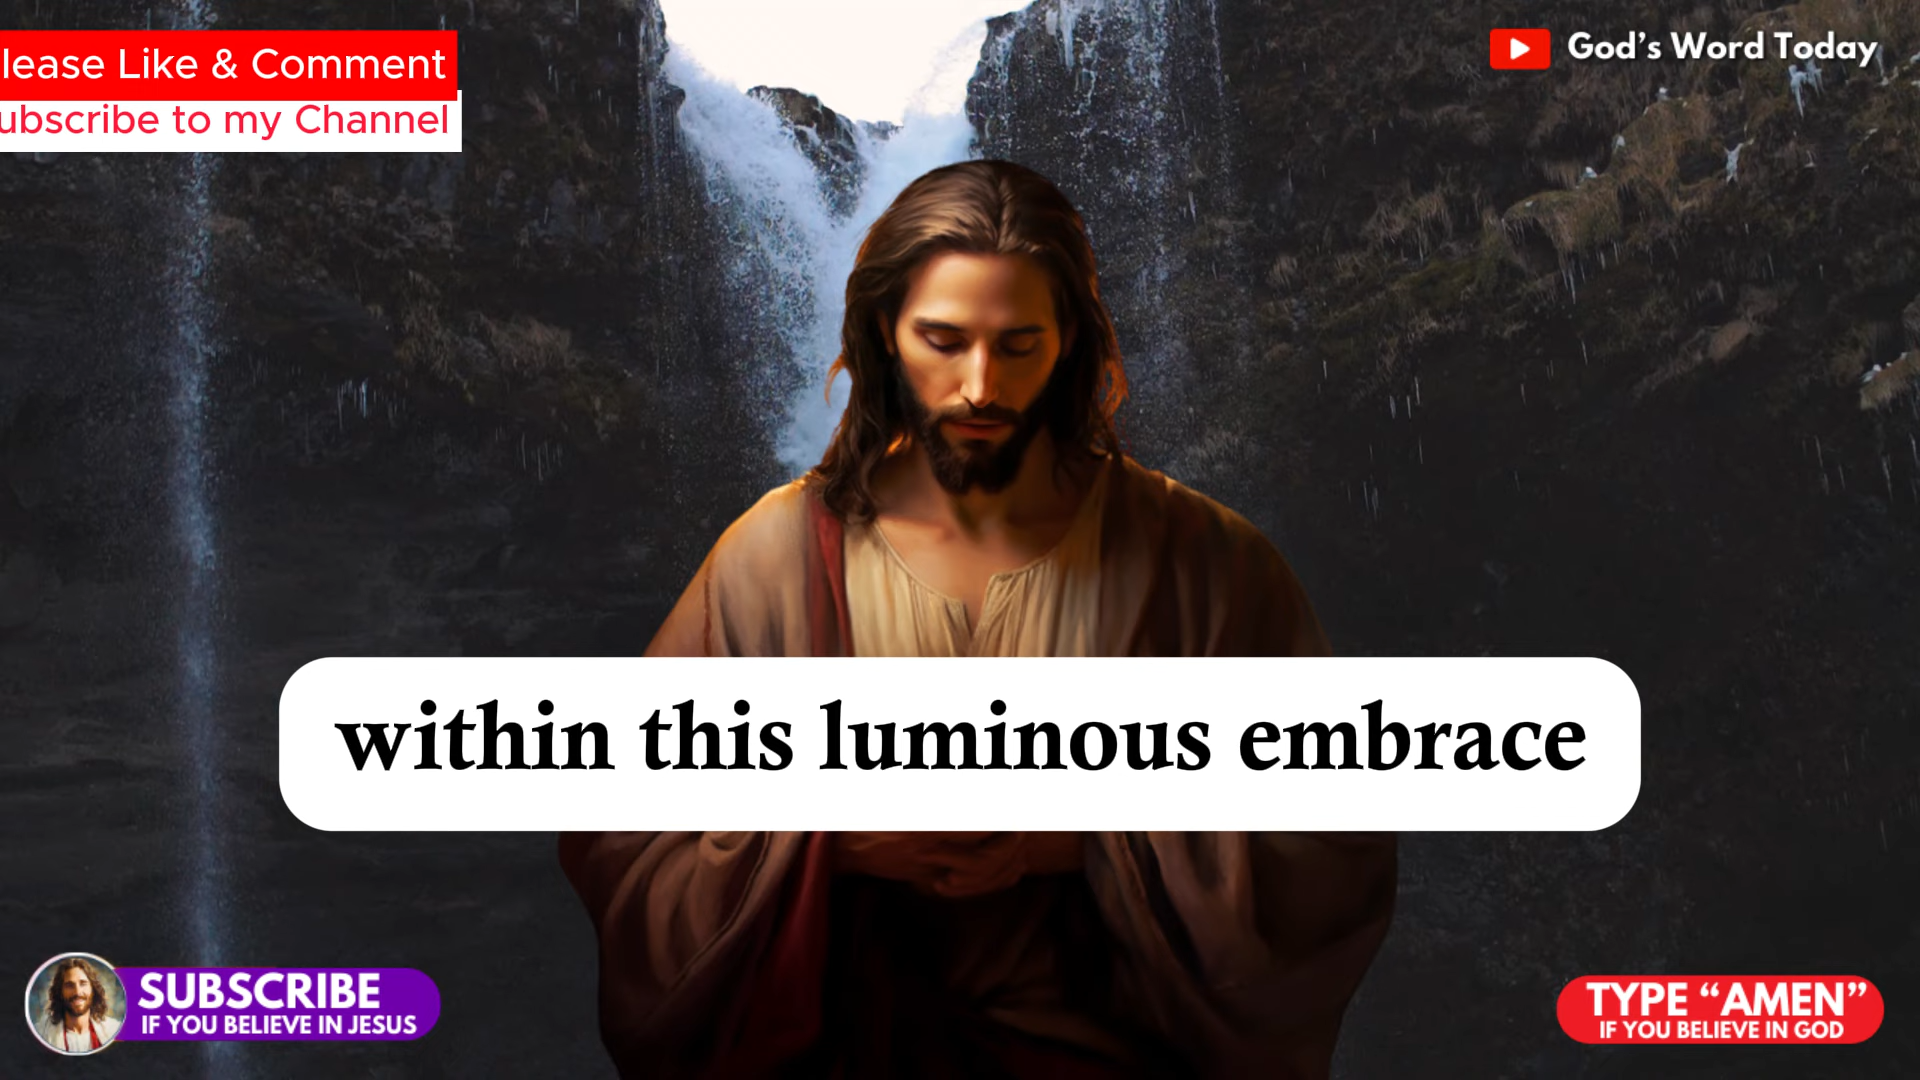 lease Like & Comment
ubscribe to my Channel
God's Word Today
within this luminous embrace
SUBSCRIBE
IF YOU BELIEVE IN JESUS
TYPE “AMEN”
IF YOU BELIEVE IN GOD